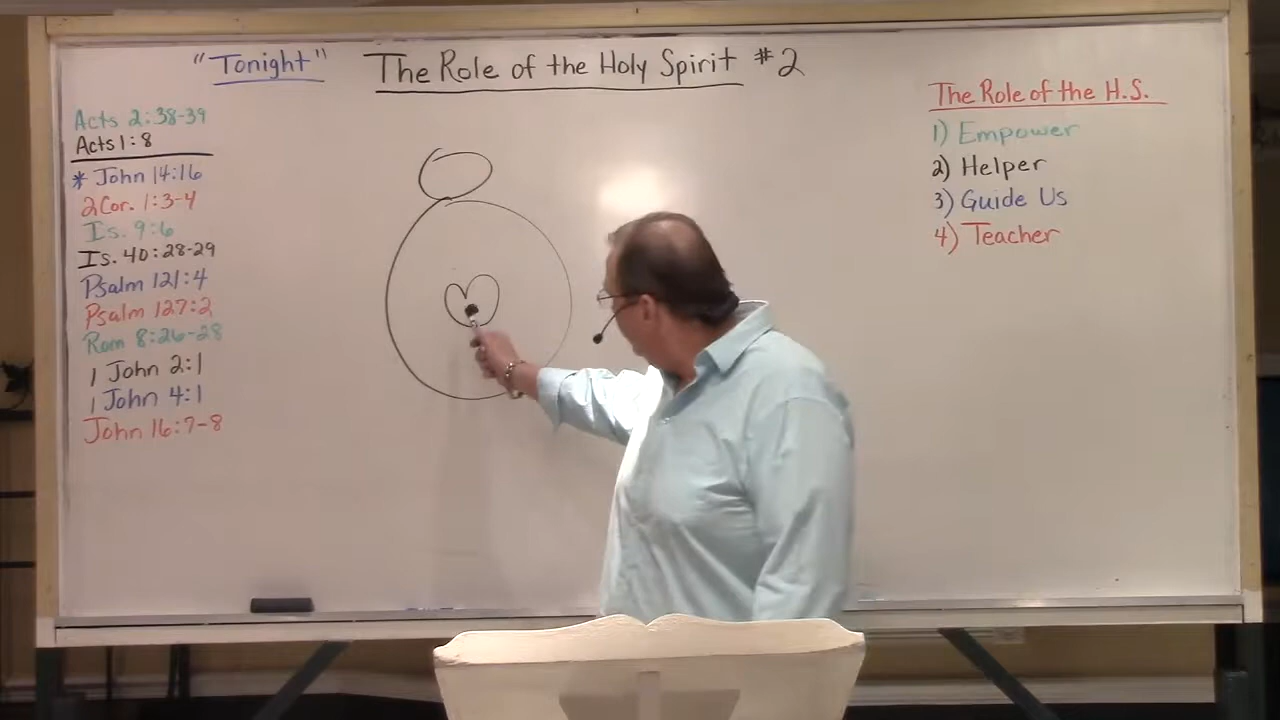 "Tonight" The Role of the Holy Spirit #2
Acts 2:38-39
Acts 1:8
* John 14:16
2 Cor. 1:3-4
Is. 9:6
Is. 40:28-29
Psalm 121:4
Psalm 127:2
Rom 8:26-28
1 John 2:1
1 John 4:1
John 16:7-8
The Role of the H.S.
1) Empower
2) Helper
3) Guide Us
4) Teacher